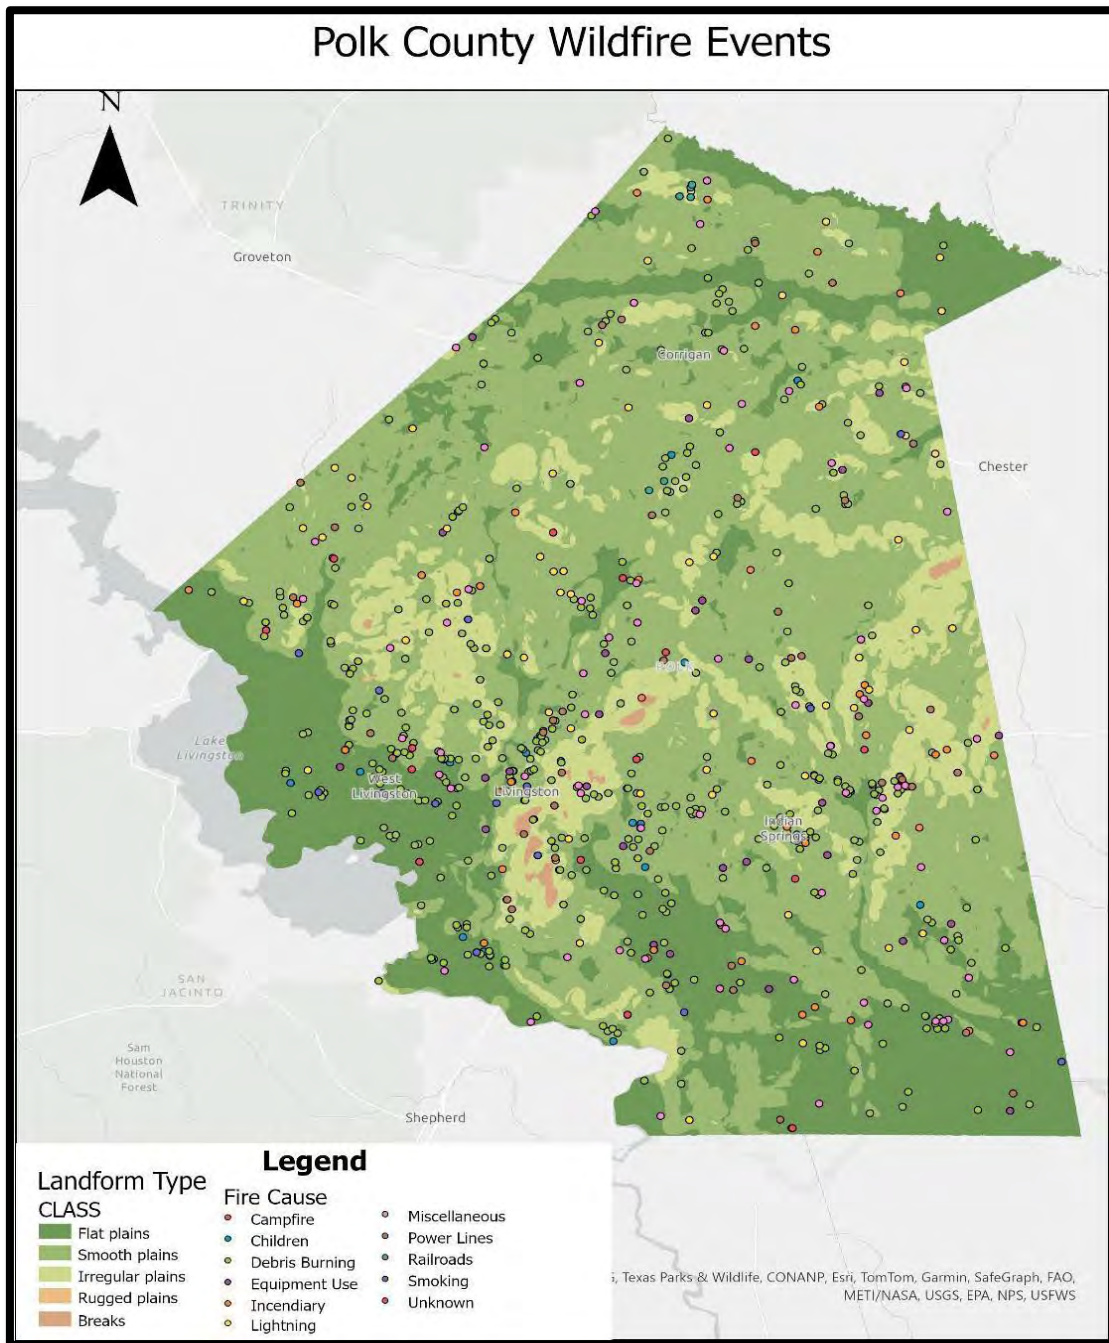 Polk County Wildfire Events
N
TRINITY
Groveton
Corrigan
Chester
Lake
Livingston
West
Livingston
Livingston
Indian
Springs
SAN
JACINTO
Sam
Houston
National
Forest
Shepherd
Legend
Landform Type
CLASS
Flat plains
Smooth plains
Irregular plains
Rugged plains
Breaks
Fire Cause
Campfire
Children
Debris Burning
Equipment Use
Incendiary
Lightning
Miscellaneous
Power Lines
Railroads
Smoking
Unknown
, Texas Parks & Wildlife, CONANP, Esri, TomTom, Garmin, SafeGraph, FAO,
METI/NASA, USGS, EPA, NPS, USFWS